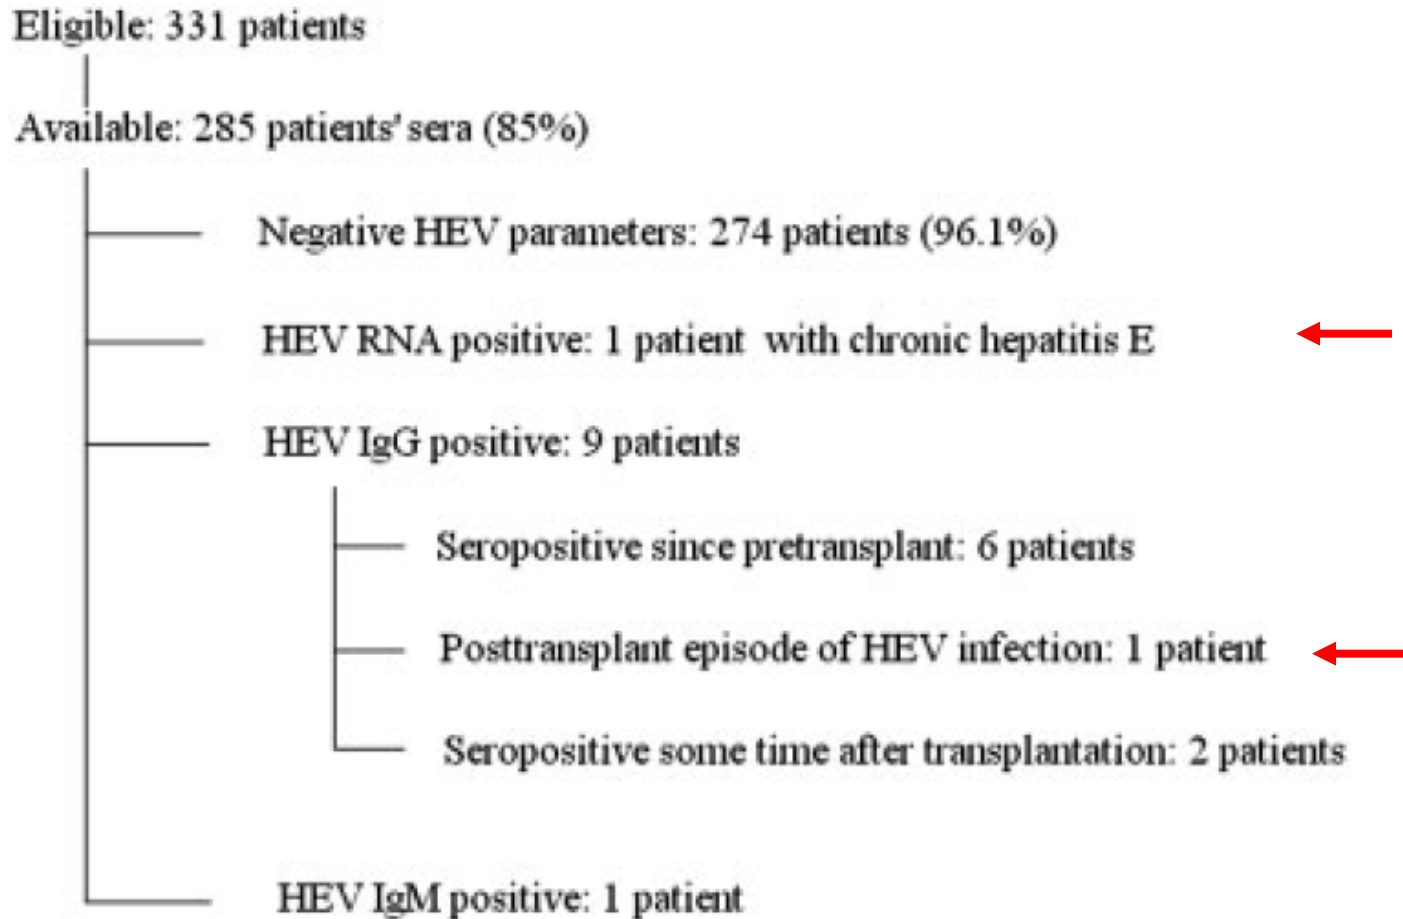 Eligible: 331 patients
Available: 285 patients' sera (85%)
Negative HEV parameters: 274 patients (96.1%)
HEV RNA positive: 1 patient with chronic hepatitis E
HEV IgG positive: 9 patients
Seropositive since pretransplant: 6 patients
Posttransplant episode of HEV infection: 1 patient
Seropositive some time after transplantation: 2 patients
HEV IgM positive: 1 patient